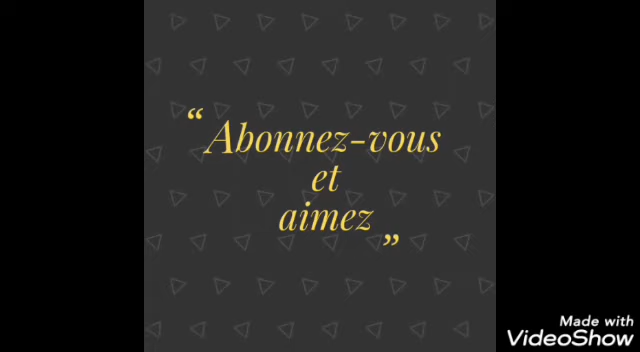 “ Abonnez-vous
et
aimez ”
Made with
VideoShow